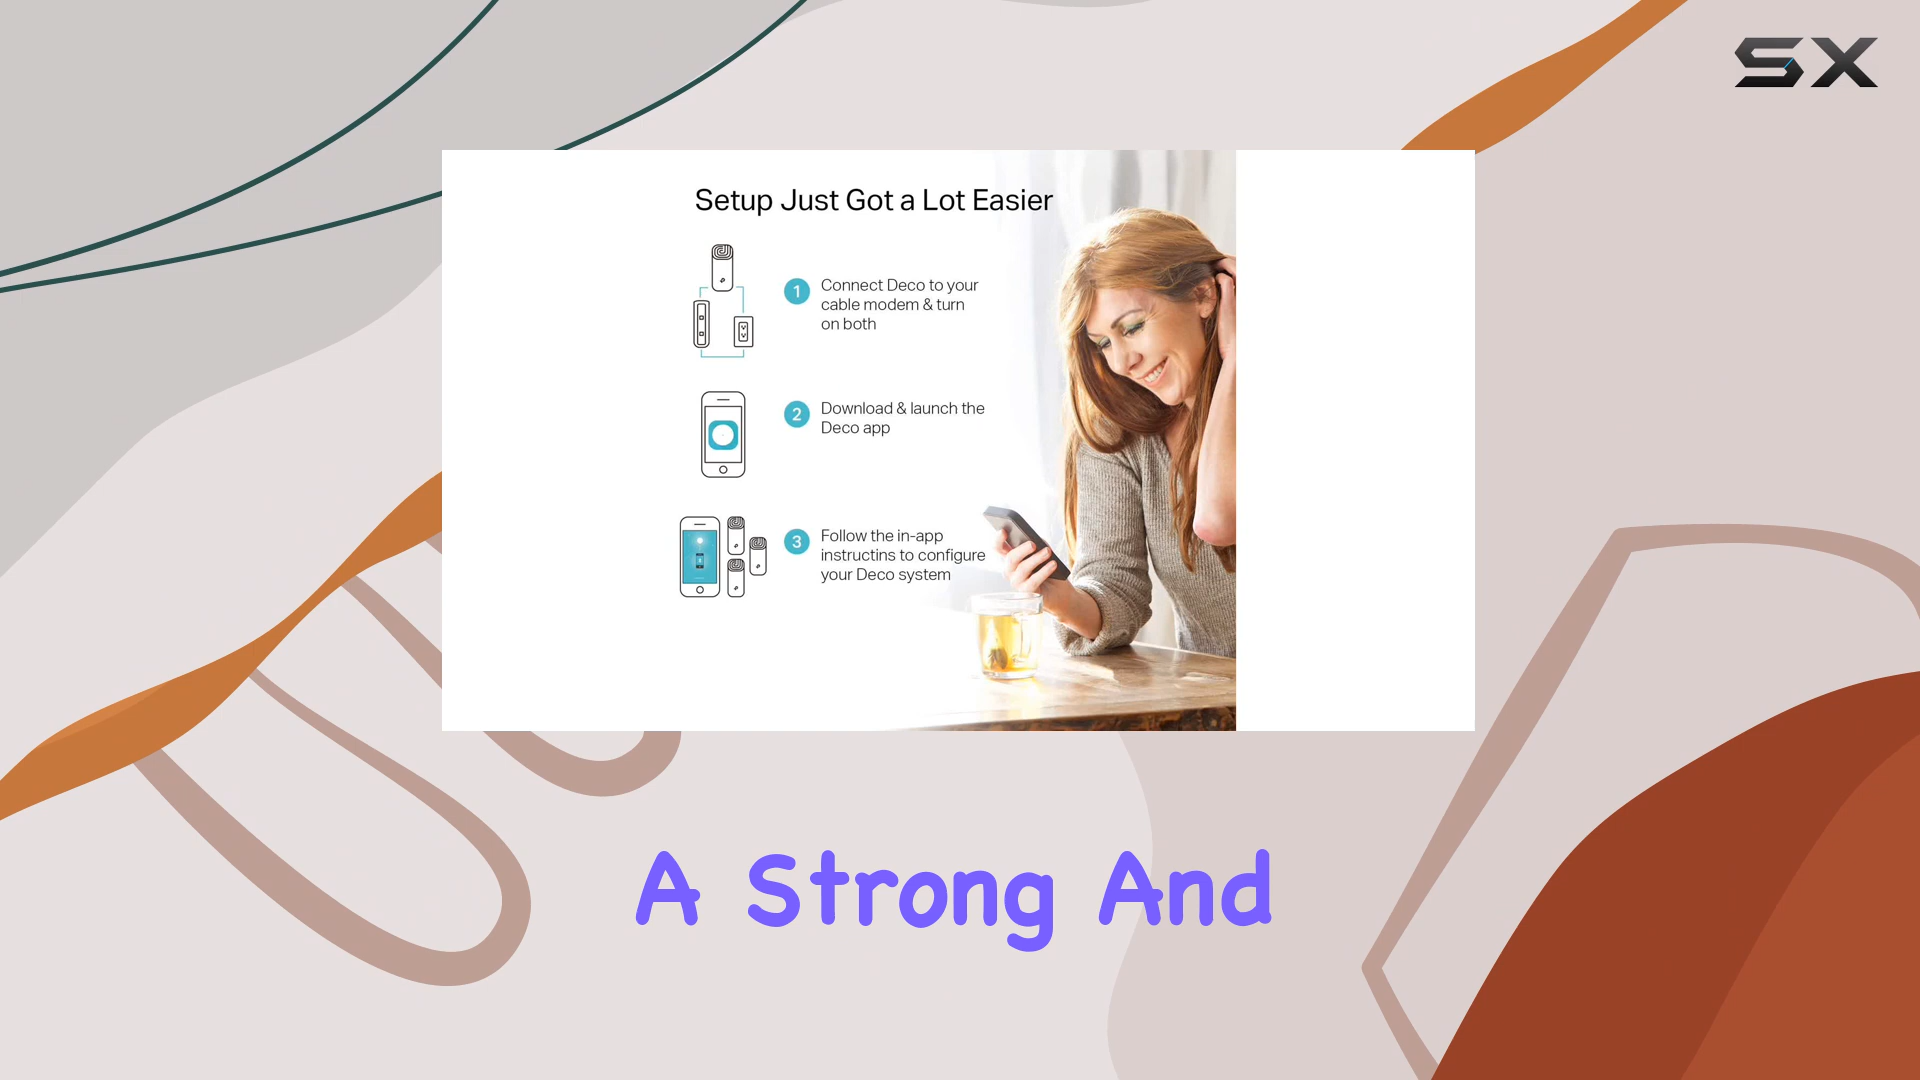 SX
Setup Just Got a Lot Easier
1
Connect Deco to your
cable modem & turn
on both
2
Download & launch the
Deco app
3
Follow the in-app
instructins to configure
your Deco system
A Strong And